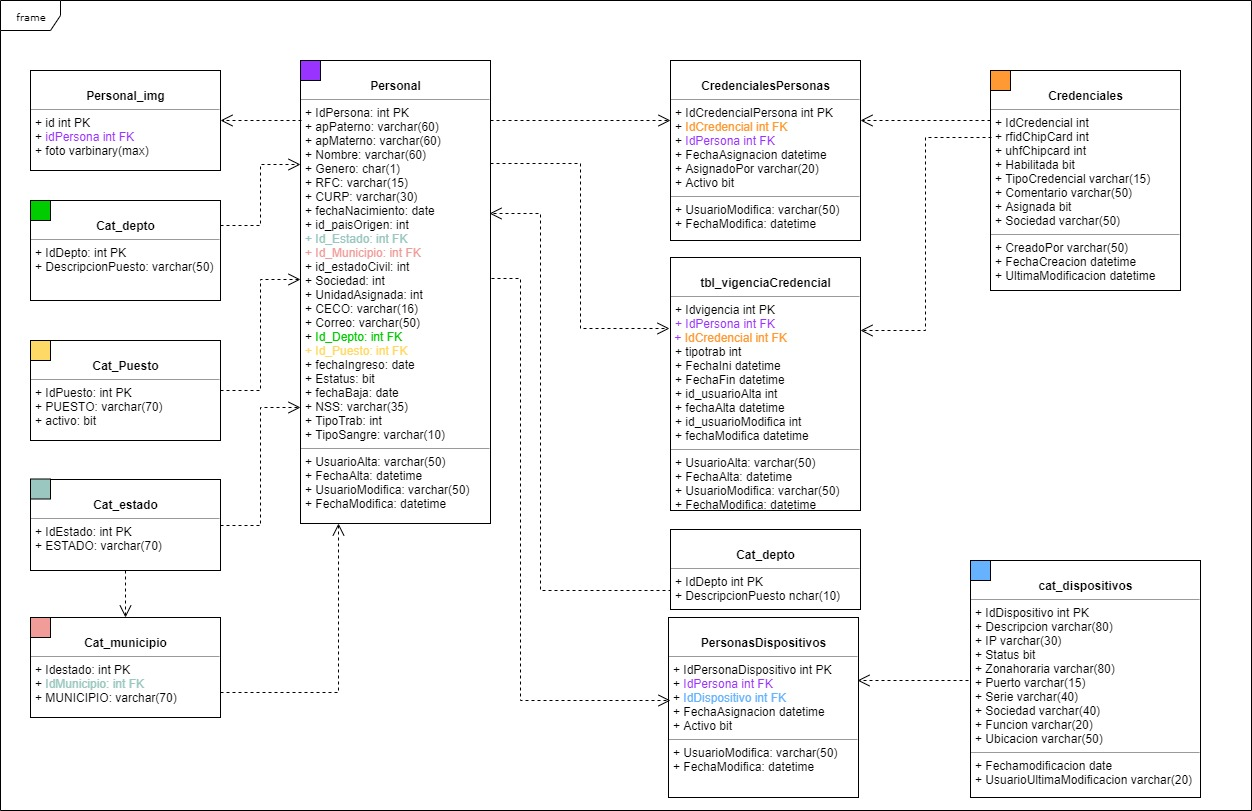 frame
Personal_img
+ id int PK
+ idPersona int FK
+ foto varbinary(max)
Cat_depto
+ IdDepto: int PK
+ DescripcionPuesto: varchar(50)
Cat_Puesto
+ IdPuesto: int PK
+ PUESTO: varchar(70)
+ activo: bit
Cat_estado
+ IdEstado: int PK
+ ESTADO: varchar(70)
Cat_municipio
+ Idestado: int PK
+ IdMunicipio: int FK
+ MUNICIPIO: varchar(70)
Personal
+ IdPersona: int PK
+ apPaterno: varchar(60)
+ apMaterno: varchar(60)
+ Nombre: varchar(60)
+ Genero: char(1)
+ RFC: varchar(15)
+ CURP: varchar(30)
+ fechaNacimiento: date
+ id_paisOrigen: int
+ Id_Estado: int FK
+ Id_Municipio: int FK
+ id_estadoCivil: int
+ Sociedad: int
+ UnidadAsignada: int
+ CECO: varchar(16)
+ Correo: varchar(50)
+ Id_Depto: int FK
+ Id_Puesto: int FK
+ fechaIngreso: date
+ Estatus: bit
+ fechaBaja: date
+ NSS: varchar(35)
+ TipoTrab: int
+ TipoSangre: varchar(10)
+ UsuarioAlta: varchar(50)
+ FechaAlta: datetime
+ UsuarioModifica: varchar(50)
+ FechaModifica: datetime
CredencialesPersonas
+ IdCredencialPersona int PK
+ IdCredencial int FK
+ IdPersona int FK
+ FechaAsignacion datetime
+ AsignadoPor varchar(20)
+ Activo bit
+ UsuarioModifica: varchar(50)
+ FechaModifica: datetime
tbl_vigenciaCredencial
+ Idvigencia int PK
+ IdPersona int FK
+ IdCredencial int FK
+ tipotrab int
+ FechaIni datetime
+ FechaFin datetime
+ id_usuarioAlta int
+ fechaAlta datetime
+ id_usuarioModifica int
+ fechaModifica datetime
+ UsuarioAlta: varchar(50)
+ FechaAlta: datetime
+ UsuarioModifica: varchar(50)
+ FechaModifica: datetime
Cat_depto
+ IdDepto int PK
+ DescripcionPuesto nchar(10)
PersonasDispositivos
+ IdPersonaDispositivo int PK
+ IdPersona int FK
+ IdDispositivo int FK
+ FechaAsignacion datetime
+ Activo bit
+ UsuarioModifica: varchar(50)
+ FechaModifica: datetime
Credenciales
+ IdCredencial int
+ rfidChipCard int
+ uhfChipcard int
+ Habilitada bit
+ TipoCredencial varchar(15)
+ Comentario varchar(50)
+ Asignada bit
+ Sociedad varchar(50)
+ CreadoPor varchar(50)
+ FechaCreacion datetime
+ UltimaModificacion datetime
cat_dispositivos
+ IdDispositivo int PK
+ Descripcion varchar(80)
+ IP varchar(30)
+ Status bit
+ Zonahoraria varchar(80)
+ Puerto varchar(15)
+ Serie varchar(40)
+ Sociedad varchar(40)
+ Funcion varchar(20)
+ Ubicacion varchar(50)
+ Fechamodificacion date
+ UsuarioUltimaModificacion varchar(20)